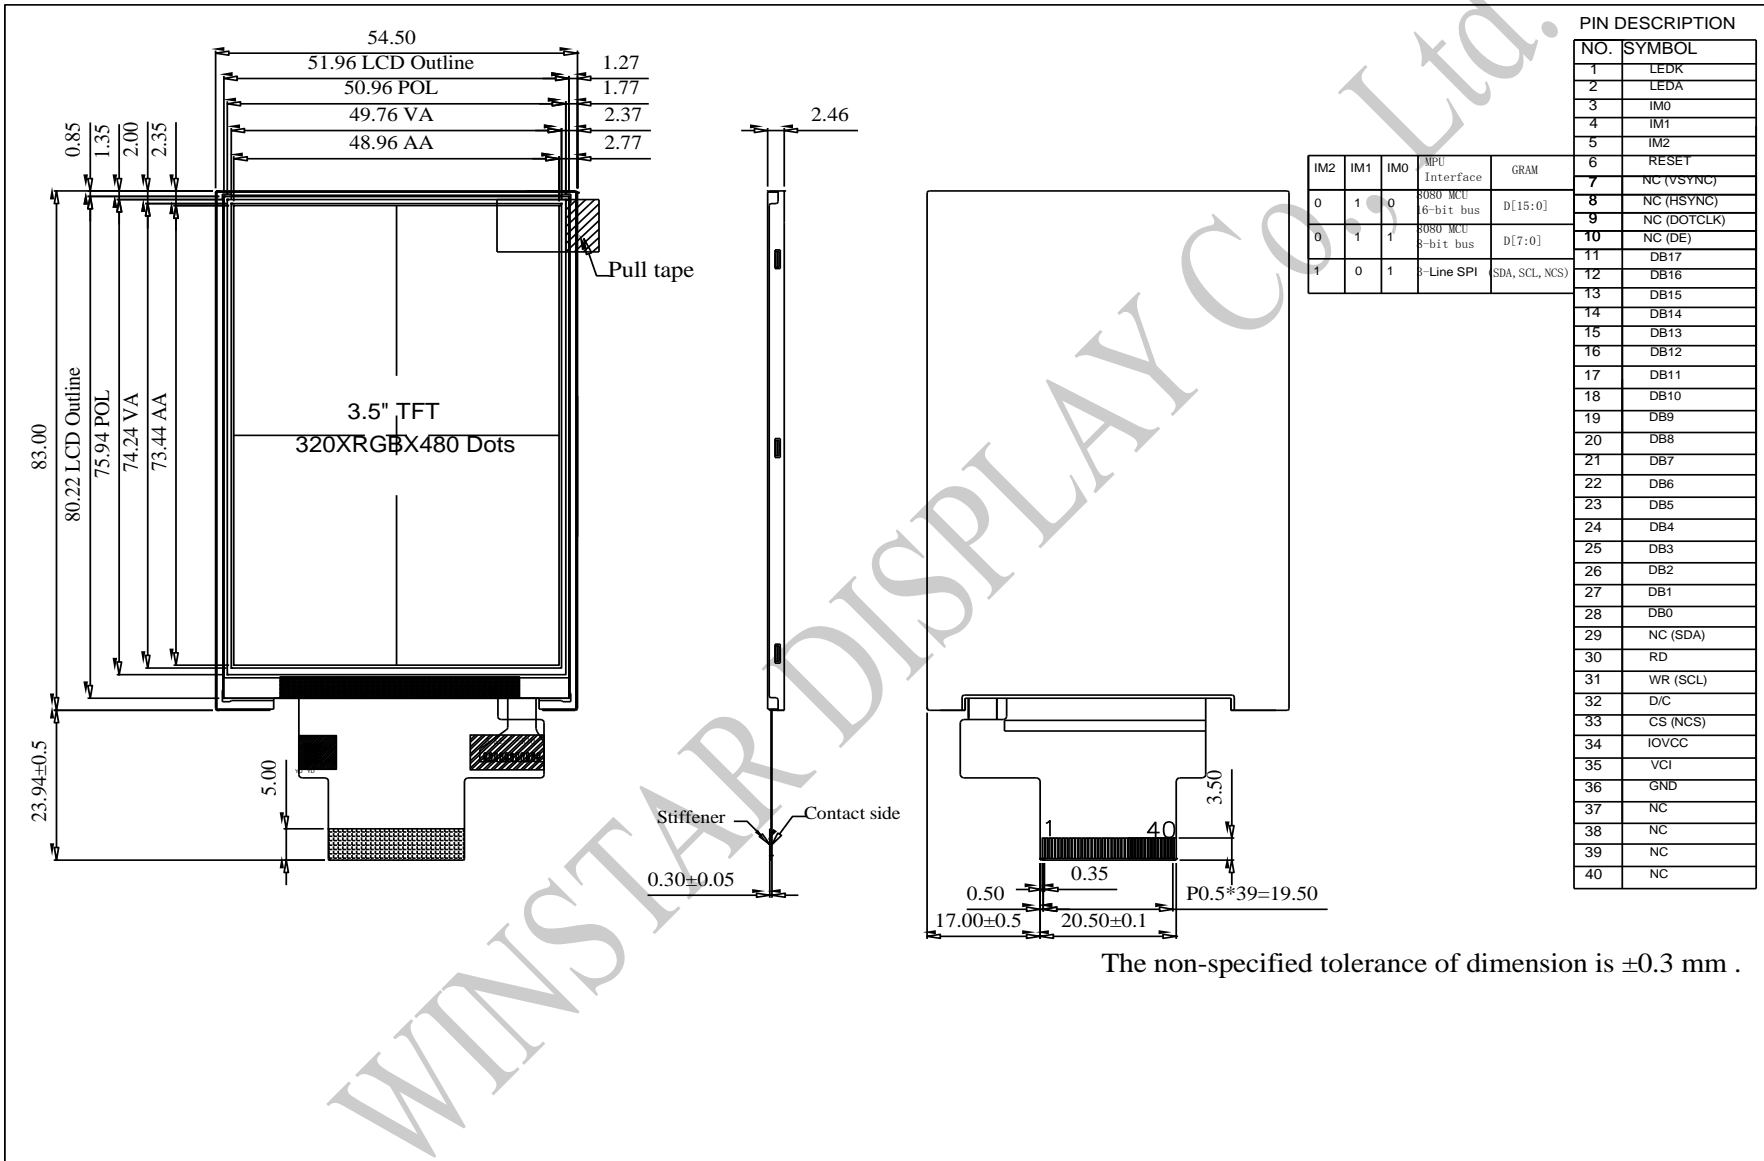 54.50
51.96 LCD Outline
1.27
50.96 POL
1.77
49.76 VA
2.37
48.96 AA
2.77
0.85
1.35
2.00
2.35
83.00
80.22 LCD Outline
75.94 POL
74.24 VA
73.44 AA
3.5" TFT
320XRGBX480 Dots
Pull tape
2.46
23.94±0.5
5.00
Stiffener
Contact side
0.30±0.05
3.50
1
40
0.50
0.35
P0.5*39=19.50
17.00±0.5
20.50±0.1
The non-specified tolerance of dimension is ±0.3 mm .
IM2 IM1 IM0 MPU Interface GRAM
0 1 0 8080 MCU 16-bit bus D[15:0]
0 1 1 8080 MCU 8-bit bus D[7:0]
1 0 1 3-Line SPI (SDA, SCL, NCS)
PIN DESCRIPTION
NO. SYMBOL
1 LEDK
2 LEDA
3 IM0
4 IM1
5 IM2
6 RESET
7 NC (VSYNC)
8 NC (HSYNC)
9 NC (DOTCLK)
10 NC (DE)
11 DB17
12 DB16
13 DB15
14 DB14
15 DB13
16 DB12
17 DB11
18 DB10
19 DB9
20 DB8
21 DB7
22 DB6
23 DB5
24 DB4
25 DB3
26 DB2
27 DB1
28 DB0
29 NC (SDA)
30 RD
31 WR (SCL)
32 D/C
33 CS (NCS)
34 IOVCC
35 VCI
36 GND
37 NC
38 NC
39 NC
40 NC
WINSTAR DISPLAY Co., Ltd.